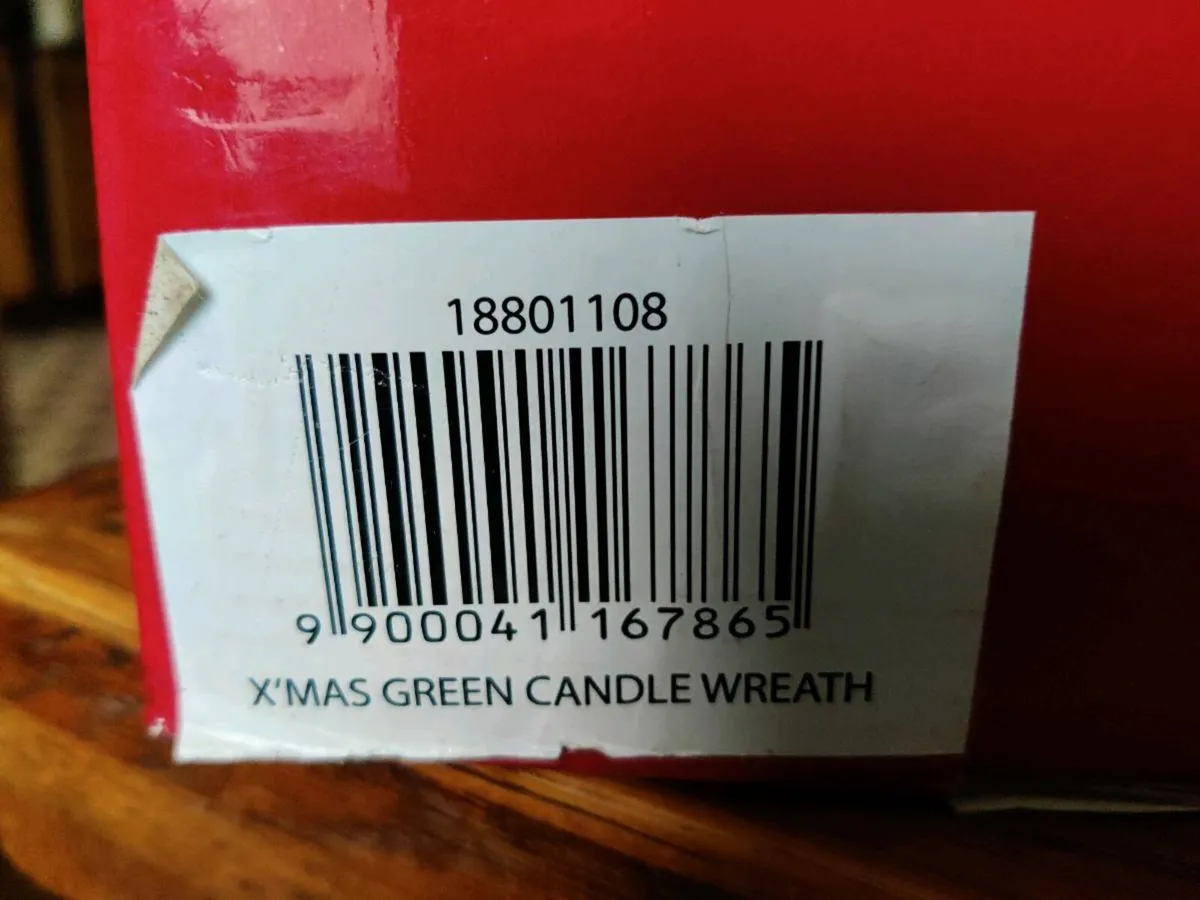 18801108
9 900041 167865
X'MAS GREEN CANDLE WREATH